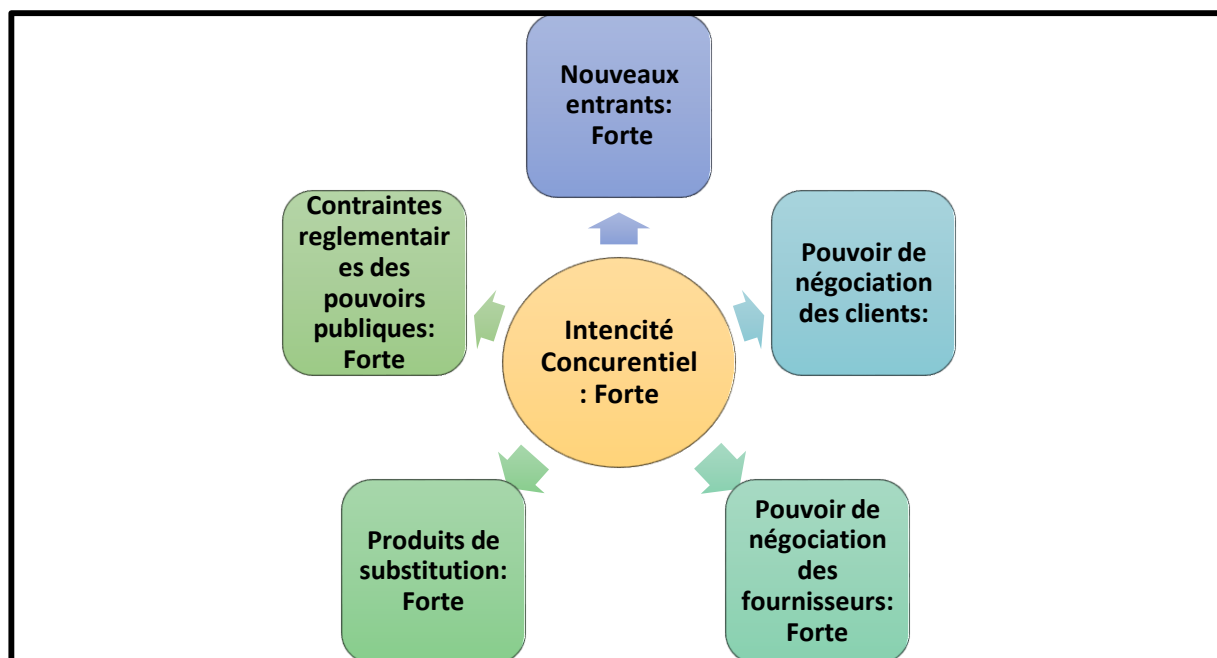 Nouveaux
entrants:
Forte
Contraintes
reglementair
es des
pouvoirs
publiques:
Forte
Pouvoir de
négociation
des clients:
Intencité
Concurentiel
: Forte
Produits de
substitution:
Forte
Pouvoir de
négociation
des
fournisseurs:
Forte